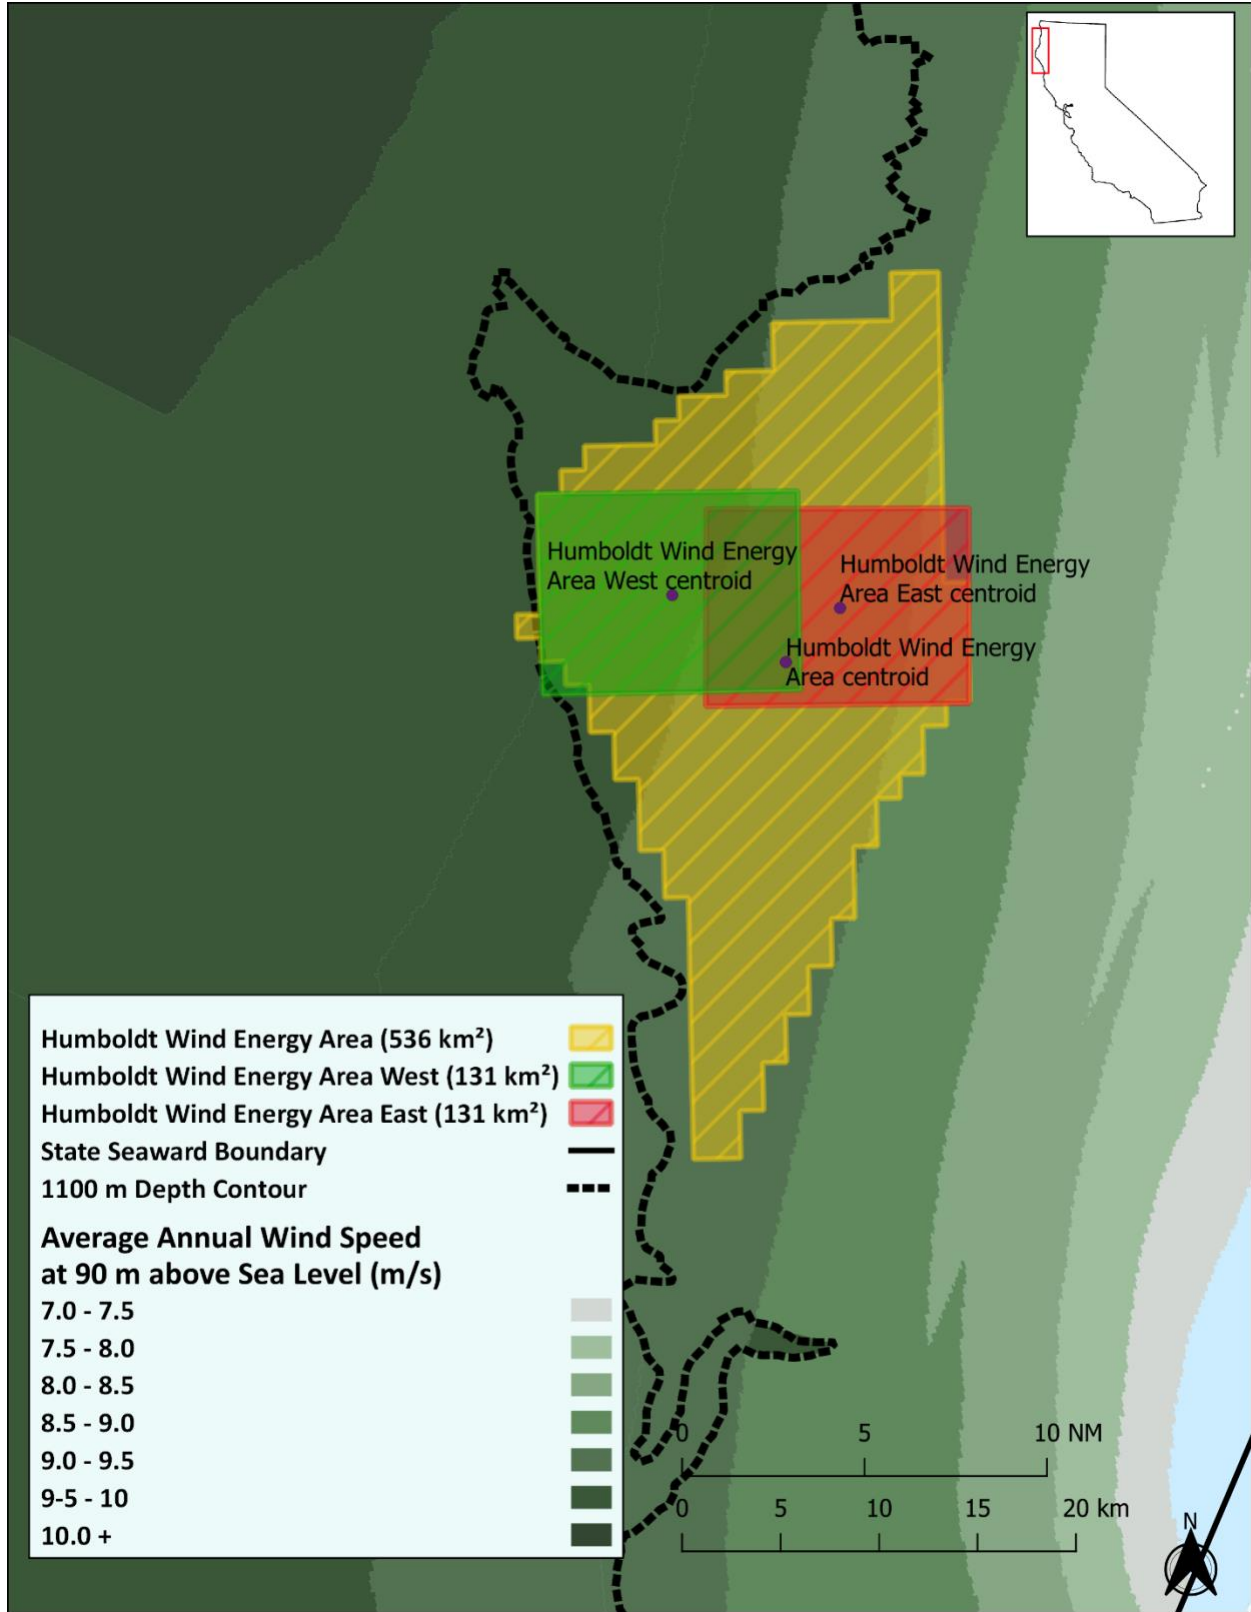 Humboldt Wind Energy
Area West centroid
Humboldt Wind Energy
Area East centroid
Humboldt Wind Energy
Area centroid
Humboldt Wind Energy Area (536 km²)
Humboldt Wind Energy Area West (131 km²)
Humboldt Wind Energy Area East (131 km²)
State Seaward Boundary
1100 m Depth Contour
Average Annual Wind Speed
at 90 m above Sea Level (m/s)
7.0 - 7.5
7.5 - 8.0
8.0 - 8.5
8.5 - 9.0
9.0 - 9.5
9-5 - 10
10.0 +
0 5 10 NM
0 5 10 15 20 km
N